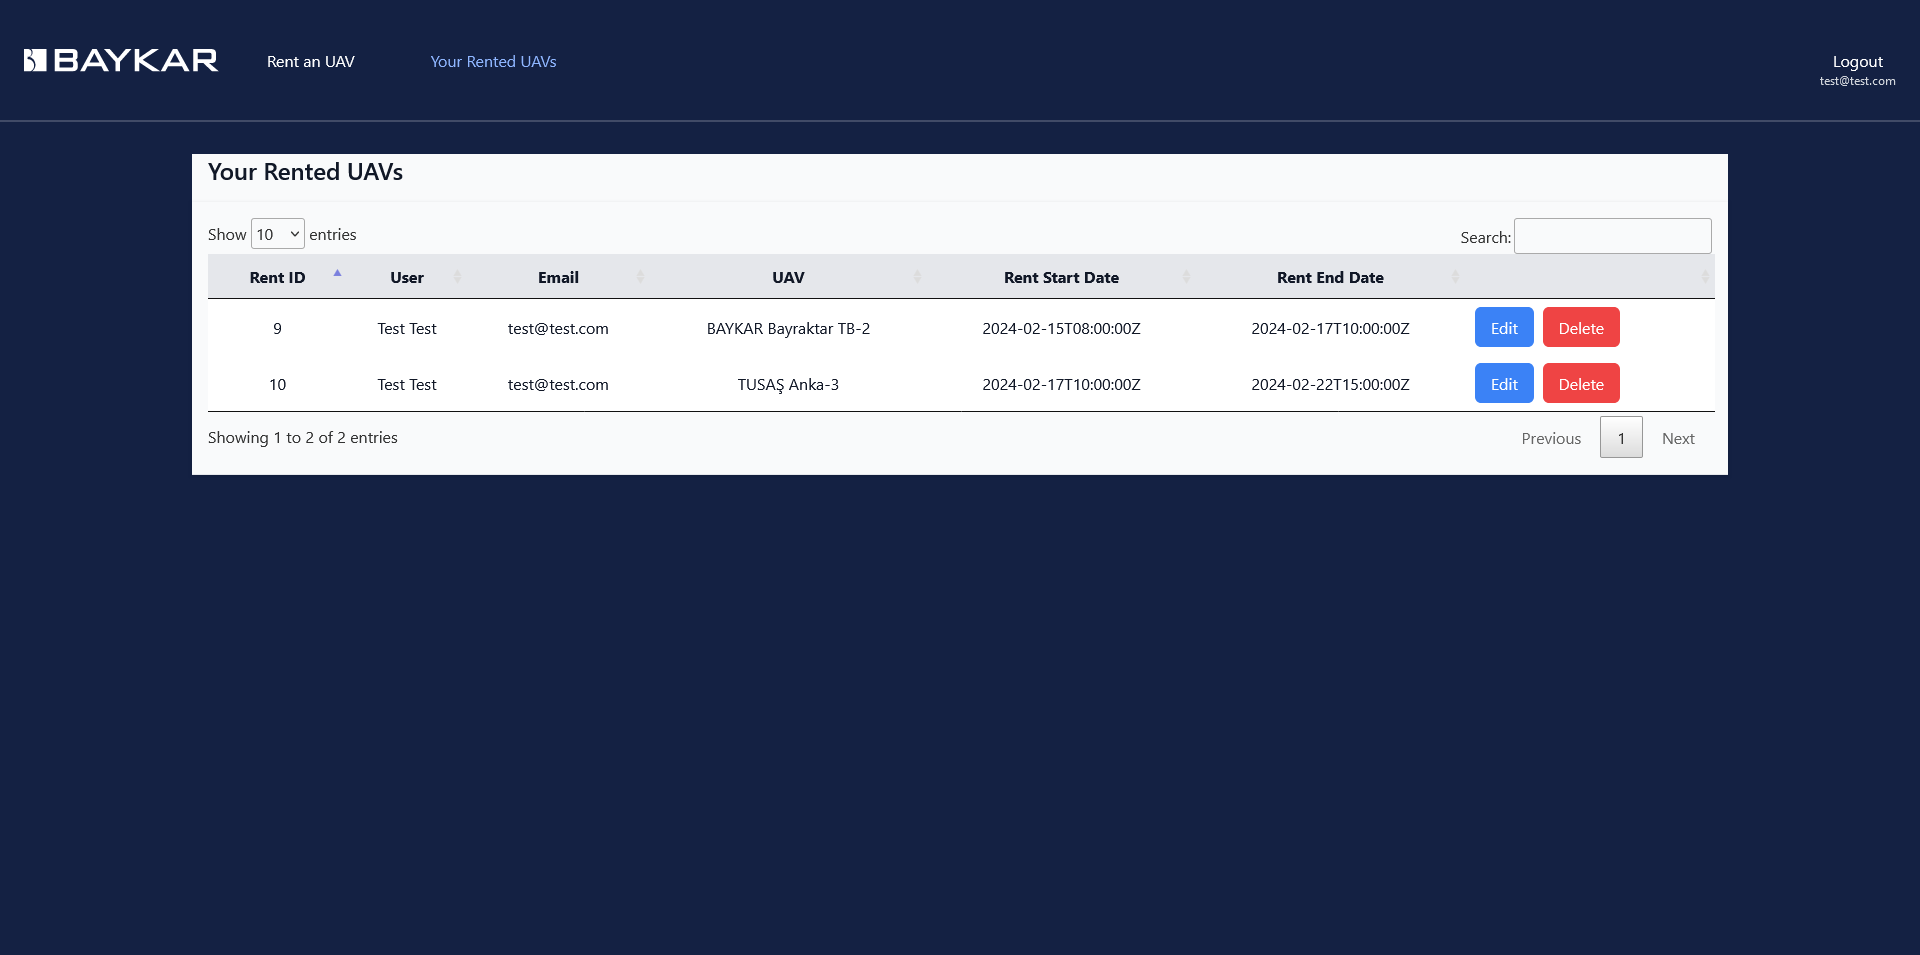 BAYKAR Rent an UAV Your Rented UAVs Logout
test@test.com
Your Rented UAVs
Show 10 entries Search:
Rent ID User Email UAV Rent Start Date Rent End Date
9 Test Test test@test.com BAYKAR Bayraktar TB-2 2024-02-15T08:00:00Z 2024-02-17T10:00:00Z Edit Delete
10 Test Test test@test.com TUSAŞ Anka-3 2024-02-17T10:00:00Z 2024-02-22T15:00:00Z Edit Delete
Showing 1 to 2 of 2 entries Previous 1 Next